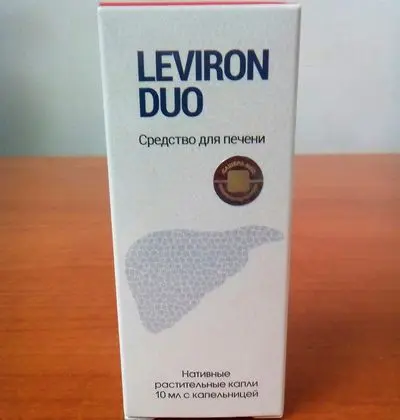 LEVIRON
DUO
Средство для печени
Нативные
растительные капли
10 мл с капельницей